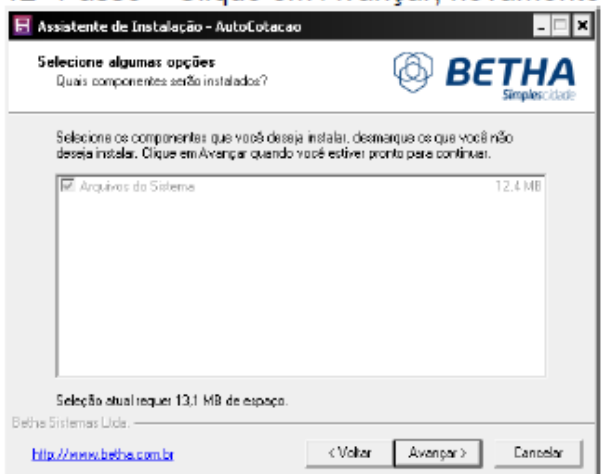 Assistente de Instalação - AutoCotacao
Selecione algumas opções
Quais componentes serão instalados?
BETHA
Simplescidade
Selecione os componentes que você deseja instalar, desmarque os que você não
deseja instalar. Clique em Avançar quando você estiver pronto para continuar.
Arquivos do Sistema 12,4 MB
Seleção atual requer 13,1 MB de espaço.
Betha Sistemas Ltda.
http://www.betha.com.br
< Voltar Avançar > Cancelar